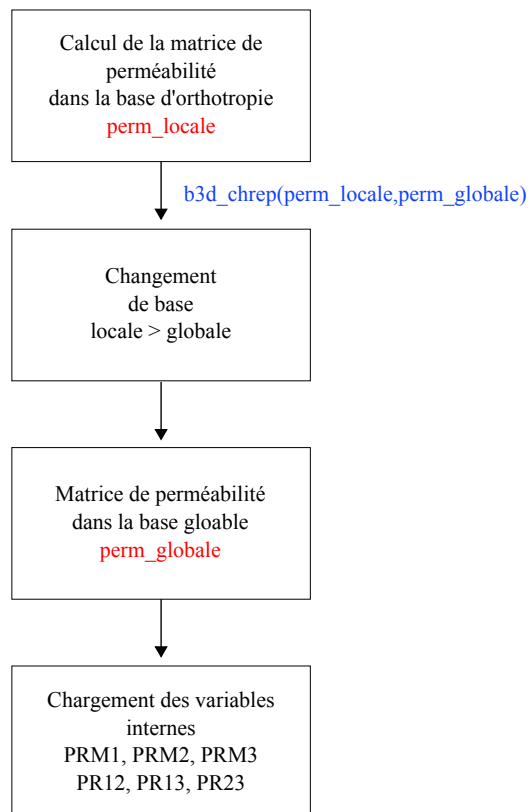 Calcul de la matrice de
perméabilité
dans la base d'orthotropie
perm_locale
b3d_chrep(perm_locale,perm_globale)
Changement
de base
locale > globale
Matrice de perméabilité
dans la base gloable
perm_globale
Chargement des variables
internes
PRM1, PRM2, PRM3
PR12, PR13, PR23